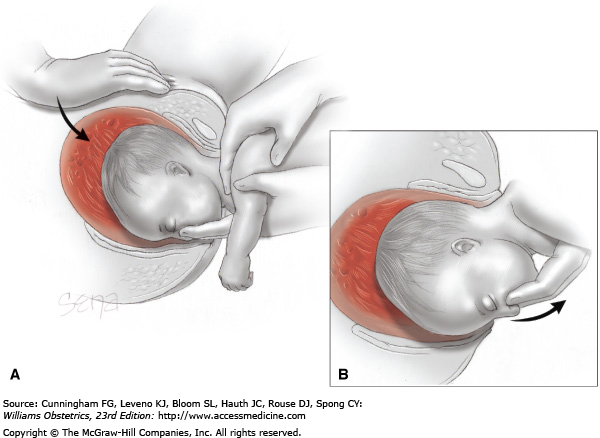 A
B
Source: Cunningham FG, Leveno KJ, Bloom SL, Hauth JC, Rouse DJ, Spong CY:
Williams Obstetrics, 23rd Edition: http://www.accessmedicine.com
Copyright © The McGraw-Hill Companies, Inc. All rights reserved.